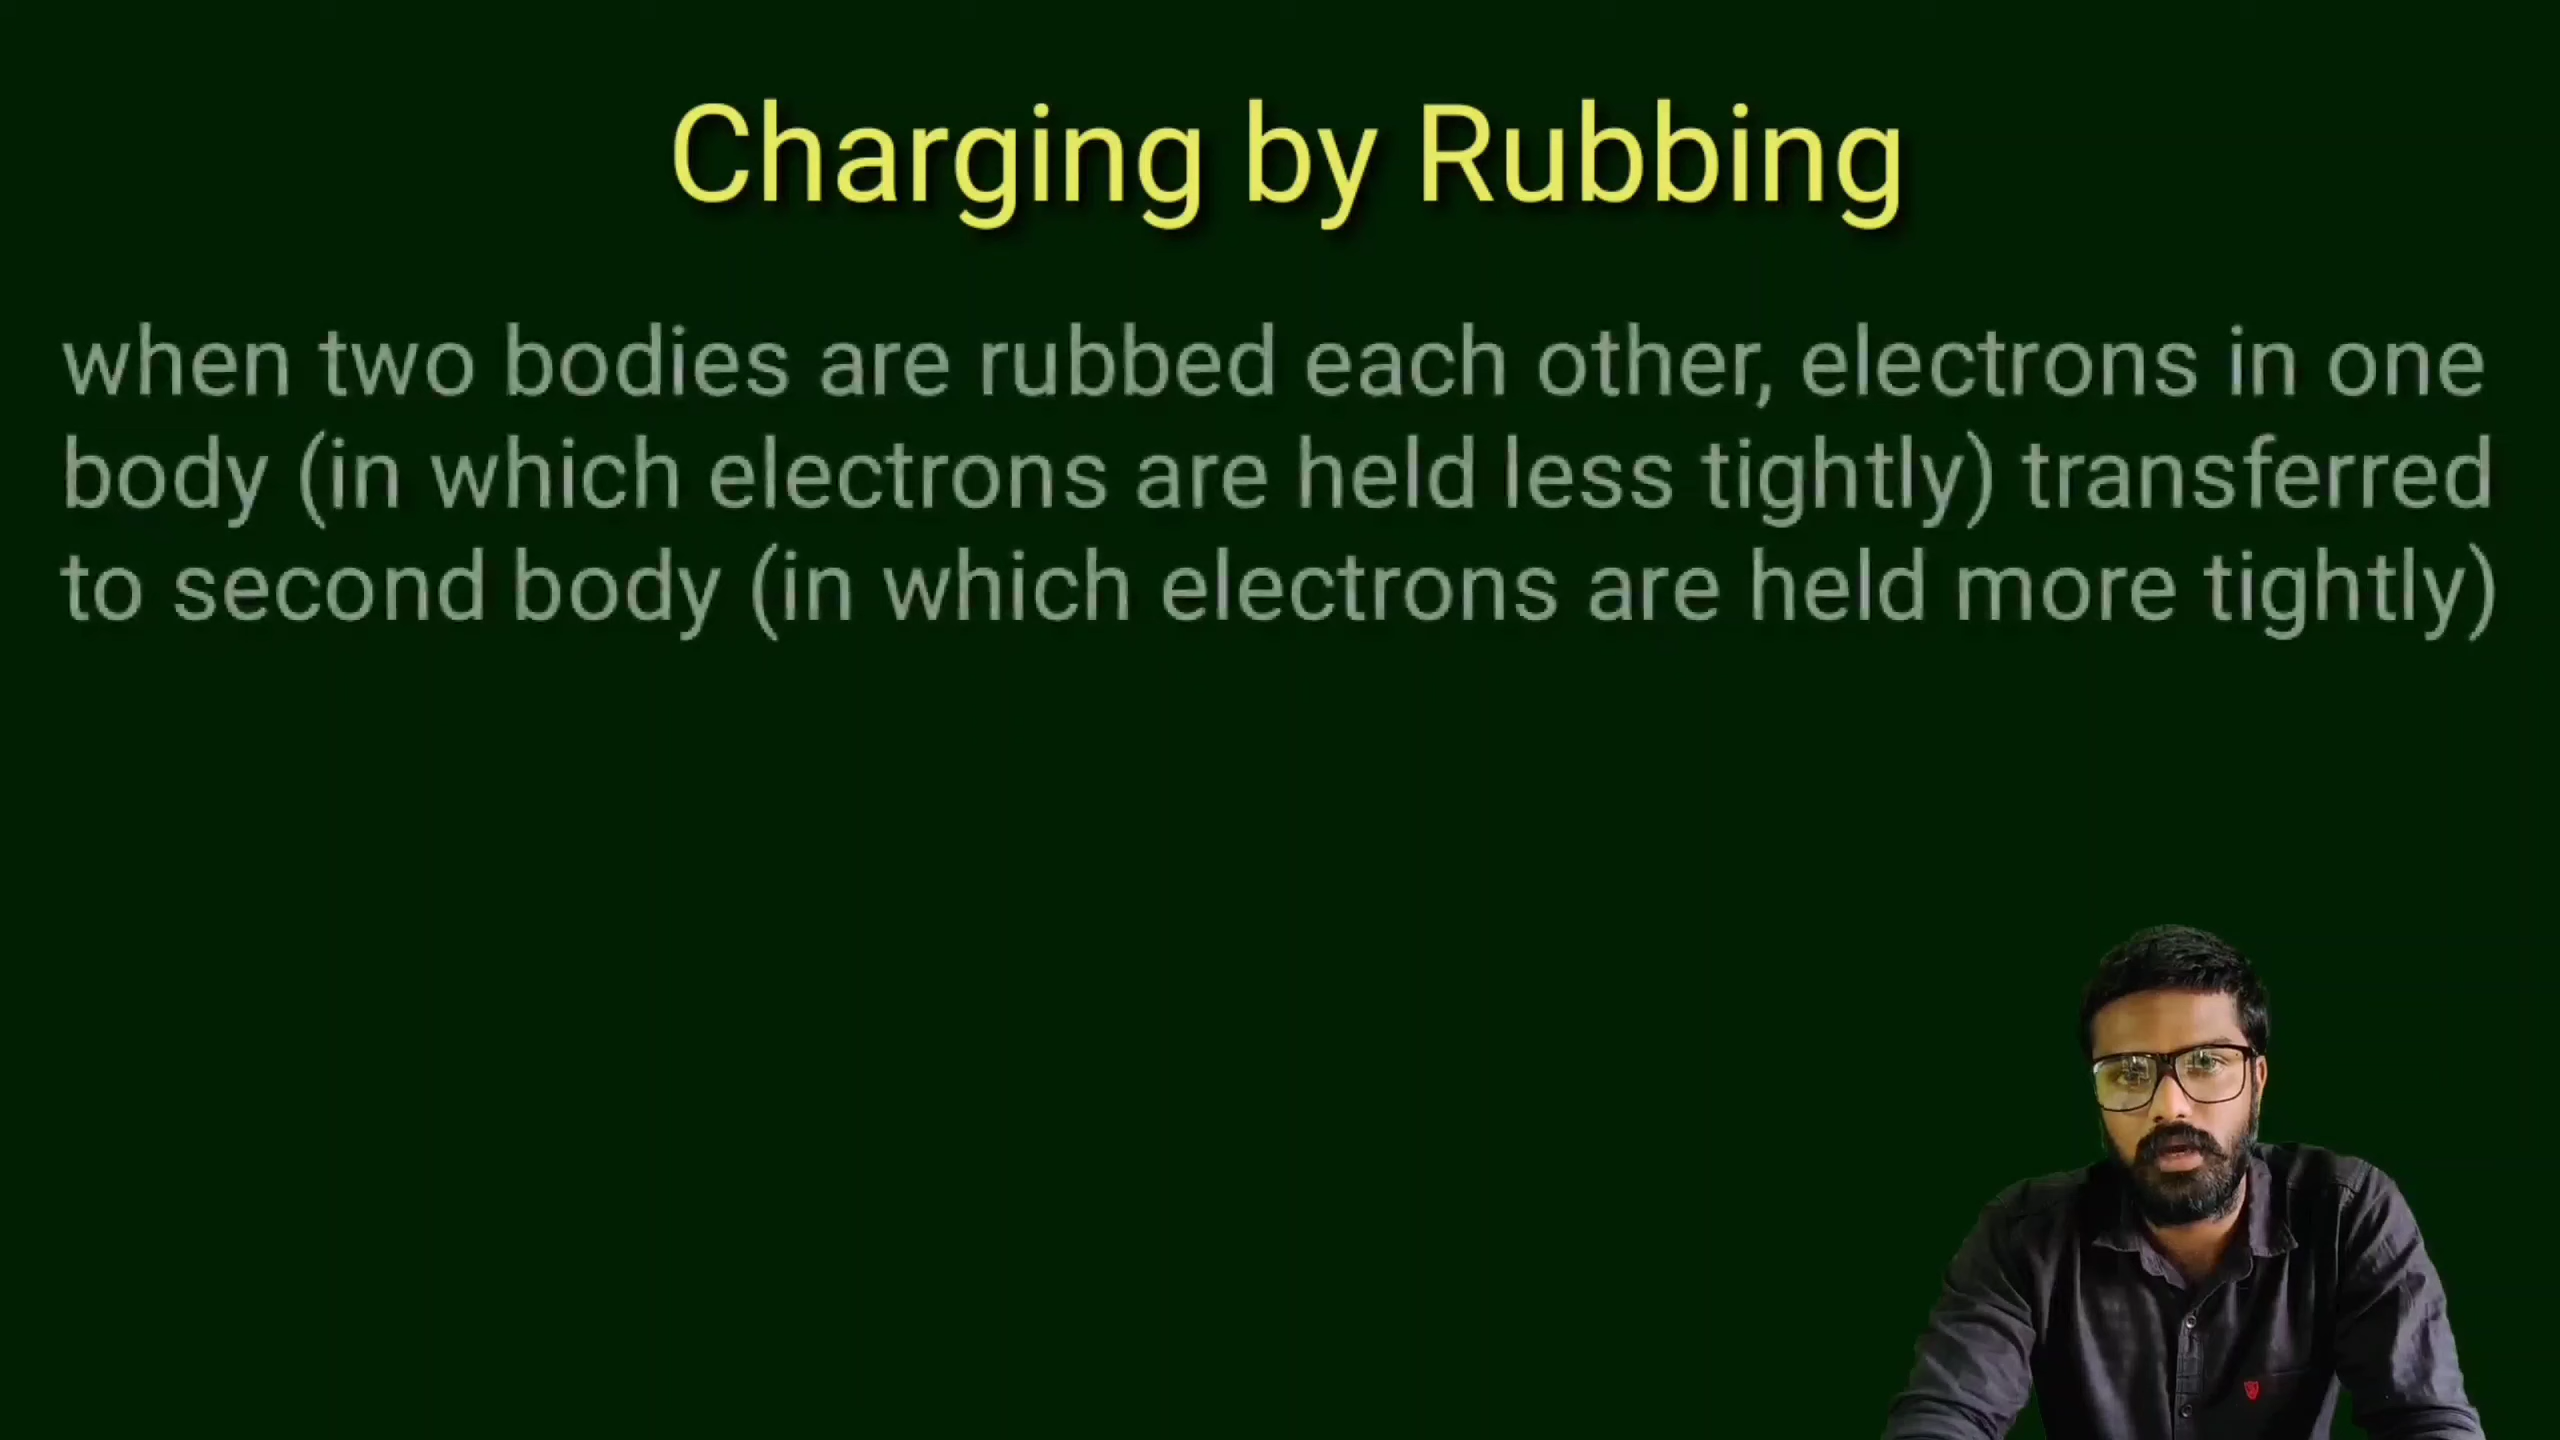 Charging by Rubbing
when two bodies are rubbed each other, electrons in one
body (in which electrons are held less tightly) transferred
to second body (in which electrons are held more tightly)